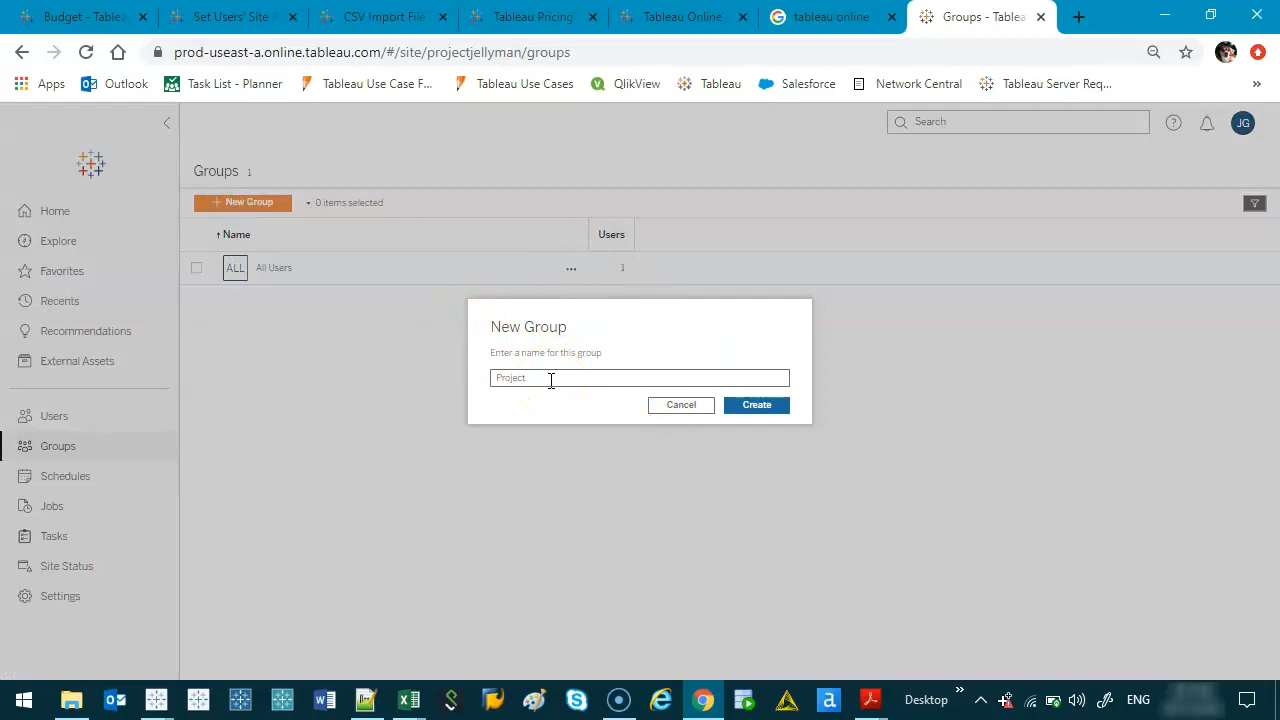 Budget - Tablea
Set Users' Site R
CSV Import File
Tableau Pricing
Tableau Online
tableau online
Groups - Tablea
prod-useast-a.online.tableau.com/#/site/projectjellyman/groups
Apps
Outlook
Task List - Planner
Tableau Use Case F...
Tableau Use Cases
QlikView
Tableau
Salesforce
Network Central
Tableau Server Req...
»
Search
JG
Groups 1
+ New Group
0 items selected
↑ Name
Users
ALL
All Users
...
1
Home
Explore
Favorites
Recents
Recommendations
External Assets
Users
Groups
Schedules
Jobs
Tasks
Site Status
Settings
New Group
Enter a name for this group
Project
Cancel
Create
Desktop
»
ENG